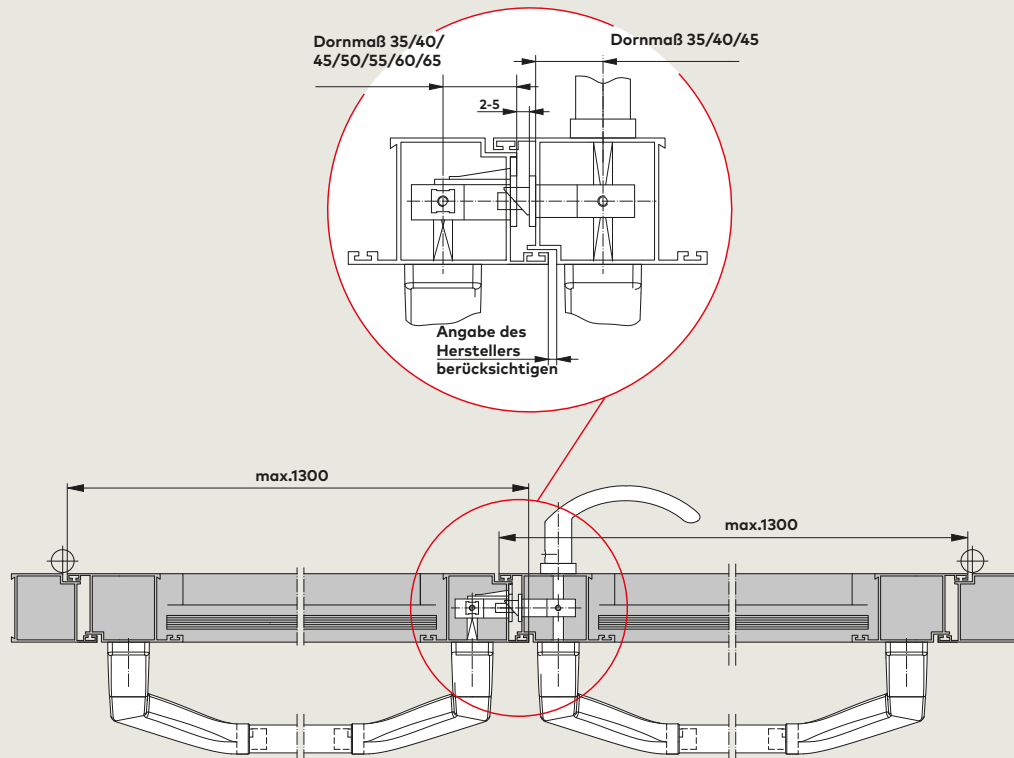 Dornmaß 35/40/
45/50/55/60/65
Dornmaß 35/40/45
2-5
Angabe des
Herstellers
berücksichtigen
max.1300
max.1300